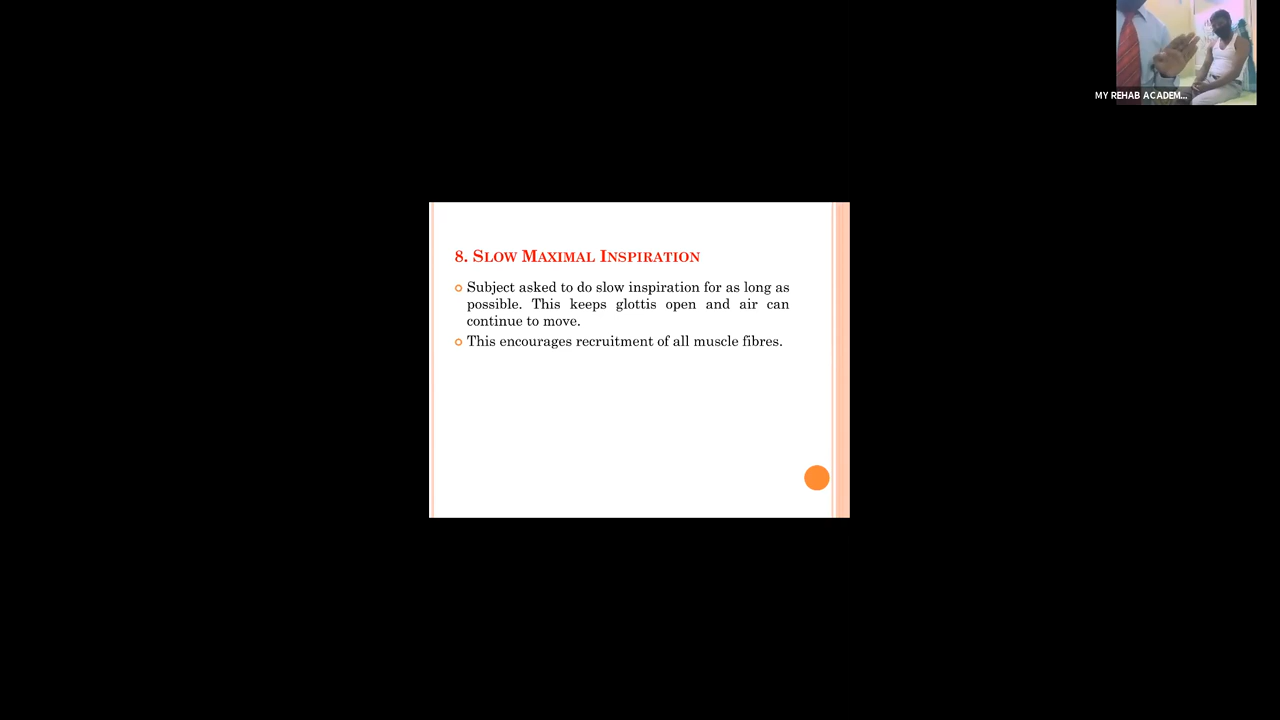 MY REHAB ACADEM...
8. Slow Maximal Inspiration
Subject asked to do slow inspiration for as long as
possible. This keeps glottis open and air can
continue to move.
This encourages recruitment of all muscle fibres.